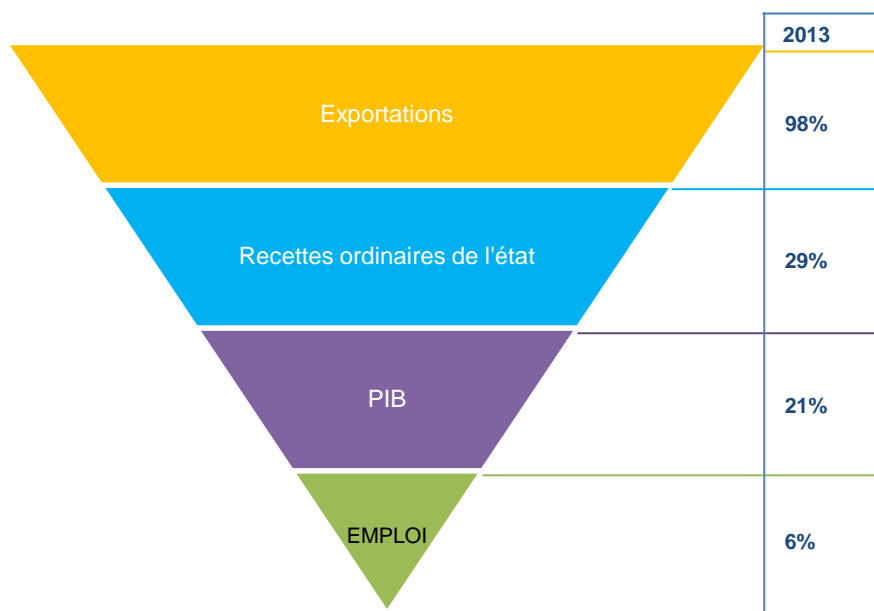 2013
Exportations
98%
Recettes ordinaires de l'état
29%
PIB
21%
EMPLOI
6%